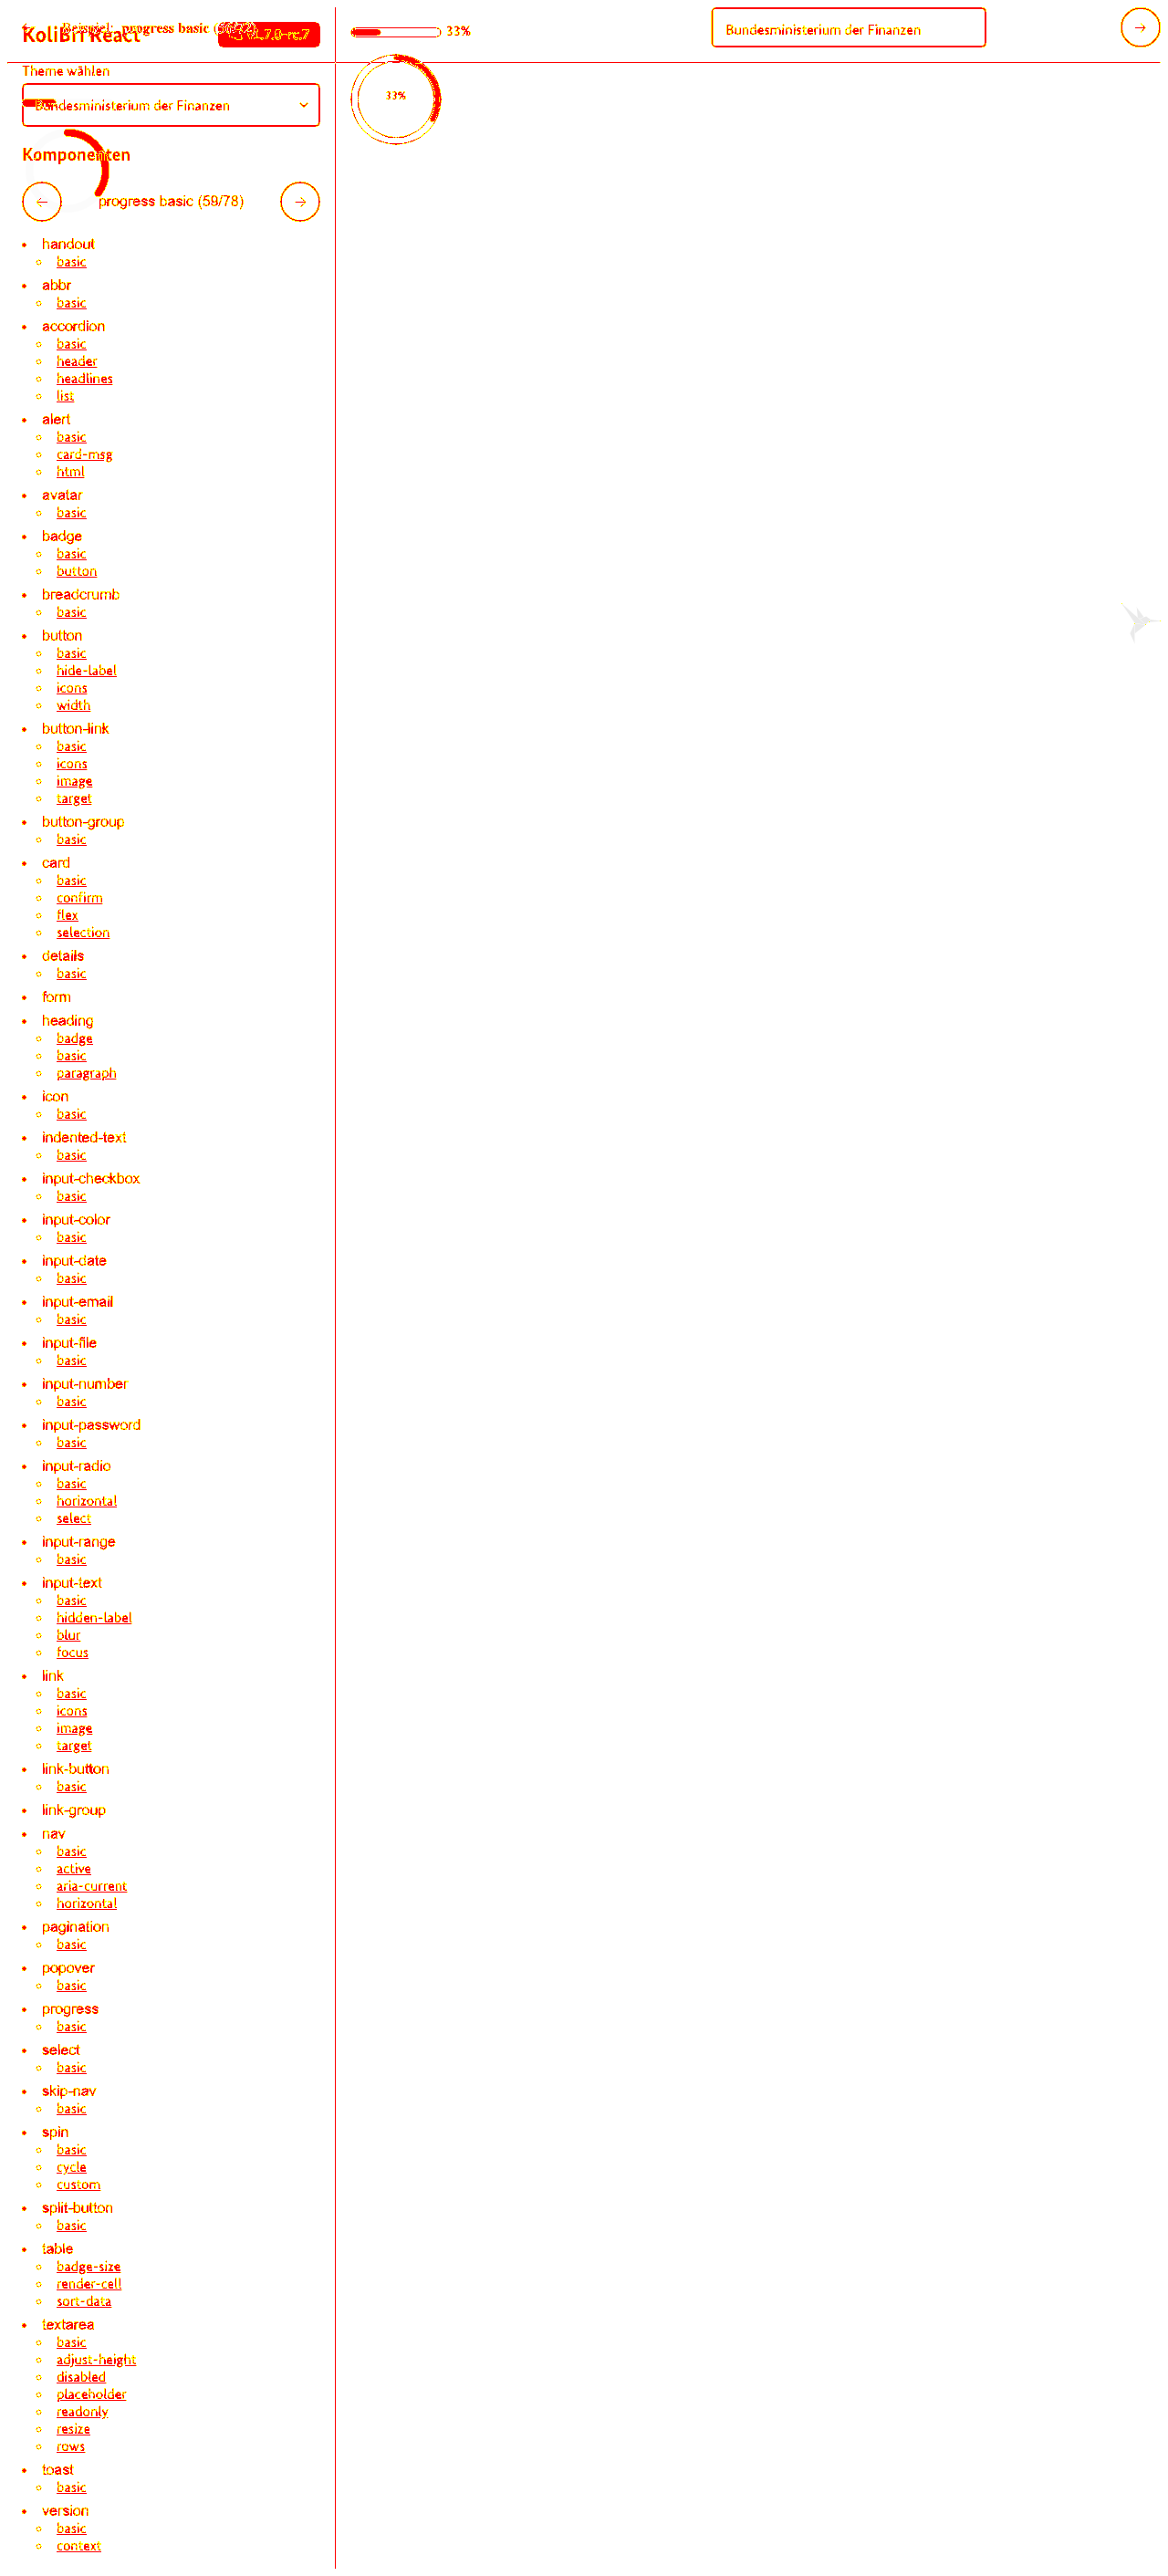 KoliBri React
Beispiel: progress basic
33%
Bundesministerium der Finanzen
Theme wählen
Bundesministerium der Finanzen
33%
Komponenten
progress basic (59/78)
handout
basic
abbr
basic
accordion
basic
header
headlines
list
alert
basic
card-msg
html
avatar
basic
badge
basic
button
breadcrumb
basic
button
basic
hide-label
icons
width
button-link
basic
icons
image
target
button-group
basic
card
basic
confirm
flex
selection
details
basic
form
heading
badge
basic
paragraph
icon
basic
indented-text
basic
input-checkbox
basic
input-color
basic
input-date
basic
input-email
basic
input-file
basic
input-number
basic
input-password
basic
input-radio
basic
horizontal
select
input-range
basic
input-text
basic
hidden-label
blur
focus
link
basic
icons
image
target
link-button
basic
link-group
nav
basic
active
aria-current
horizontal
pagination
basic
popover
basic
progress
basic
select
basic
skip-nav
basic
spin
basic
cycle
custom
split-button
basic
table
badge-size
render-cell
sort-data
textarea
basic
adjust-height
disabled
placeholder
readonly
resize
rows
toast
basic
version
basic
context